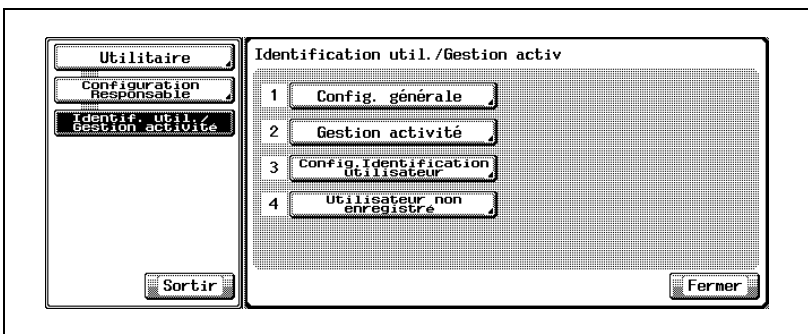 Utilitaire
Configuration
Responsable
Identif. util./
Gestion activité
Sortir
Identification util./Gestion activ
1 Config. générale
2 Gestion activité
3 Config.Identification
utilisateur
4 Utilisateur non
enregistré
Fermer